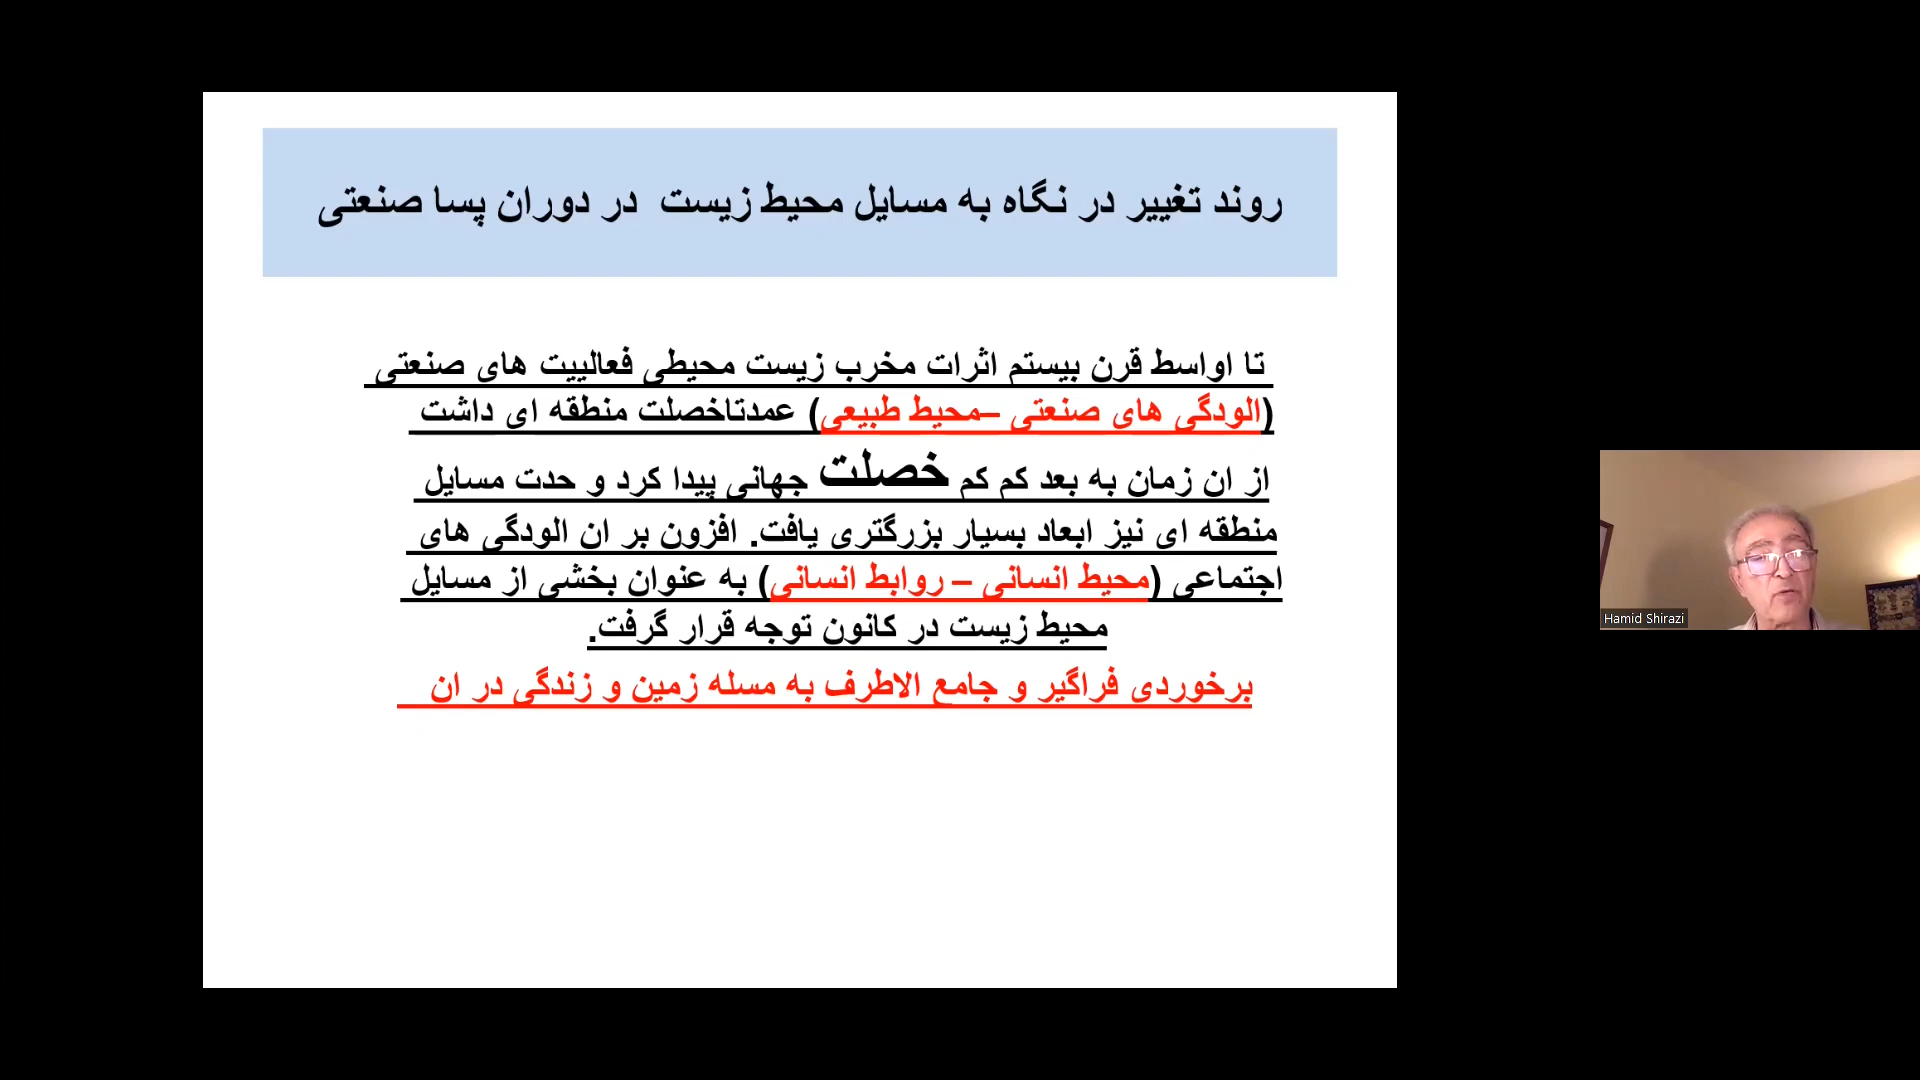 روند تغییر در نگاه به مسایل محیط زیست در دوران پسا صنعتی
تا اواسط قرن بیستم اثرات مخرب زیست محیطی فعالییت های صنعتی
(الودگی های صنعتی –محیط طبیعی) عمدتاخصلت منطقه ای داشت
از ان زمان به بعد کم کم خصلت جهانی پیدا کرد و حدت مسایل
منطقه ای نیز ابعاد بسیار بزرگتری یافت. افزون بر ان الودگی های
اجتماعی (محیط انسانی – روابط انسانی) به عنوان بخشی از مسایل
محیط زیست در کانون توجه قرار گرفت.
برخوردی فراگیر و جامع الاطرف به مسله زمین و زندگی در ان
Hamid Shirazi